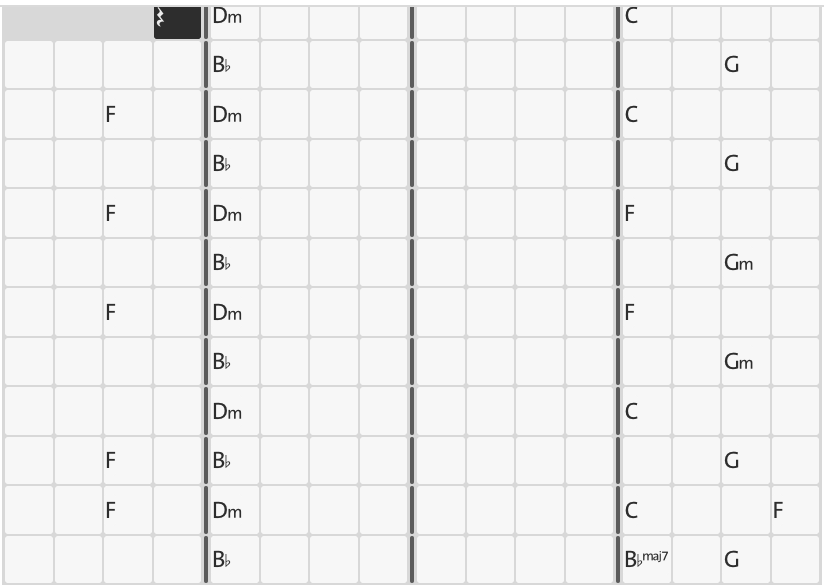 Dm C
B♭ G
F Dm C
B♭ G
F Dm F
B♭ Gm
F Dm F
B♭ Gm
Dm C
F B♭ G
F Dm C F
B♭ B♭maj7 G